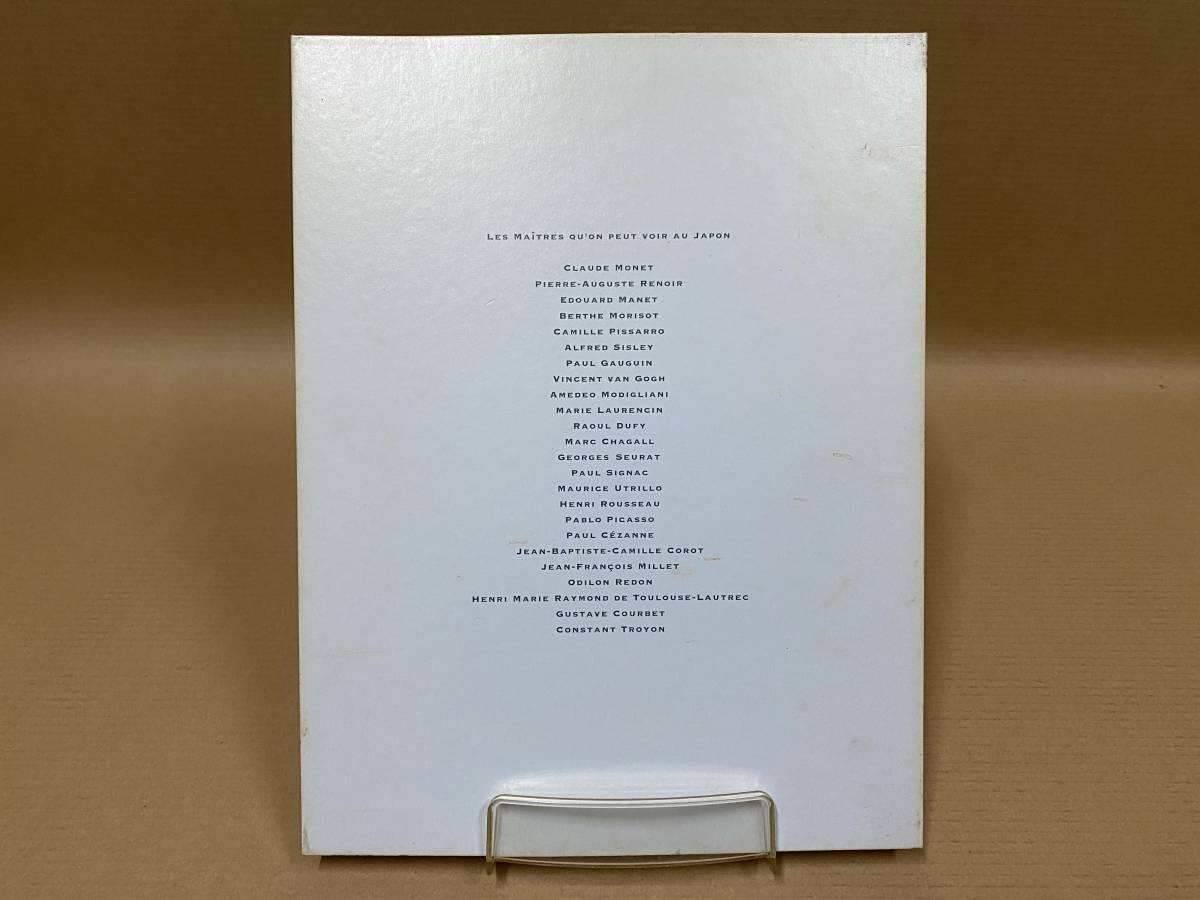 LES MAÎTRES QU'ON PEUT VOIR AU JAPON
CLAUDE MONET
PIERRE-AUGUSTE RENOIR
EDOUARD MANET
BERTHE MORISOT
CAMILLE PISSARRO
ALFRED SISLEY
PAUL GAUGUIN
VINCENT VAN GOGH
AMEDEO MODIGLIANI
MARIE LAURENCIN
RAOUL DUFY
MARC CHAGALL
GEORGES SEURAT
PAUL SIGNAC
MAURICE UTRILLO
HENRI ROUSSEAU
PABLO PICASSO
PAUL CÉZANNE
JEAN-BAPTISTE-CAMILLE COROT
JEAN-FRANÇOIS MILLET
ODILON REDON
HENRI MARIE RAYMOND DE TOULOUSE-LAUTREC
GUSTAVE COURBET
CONSTANT TROYON